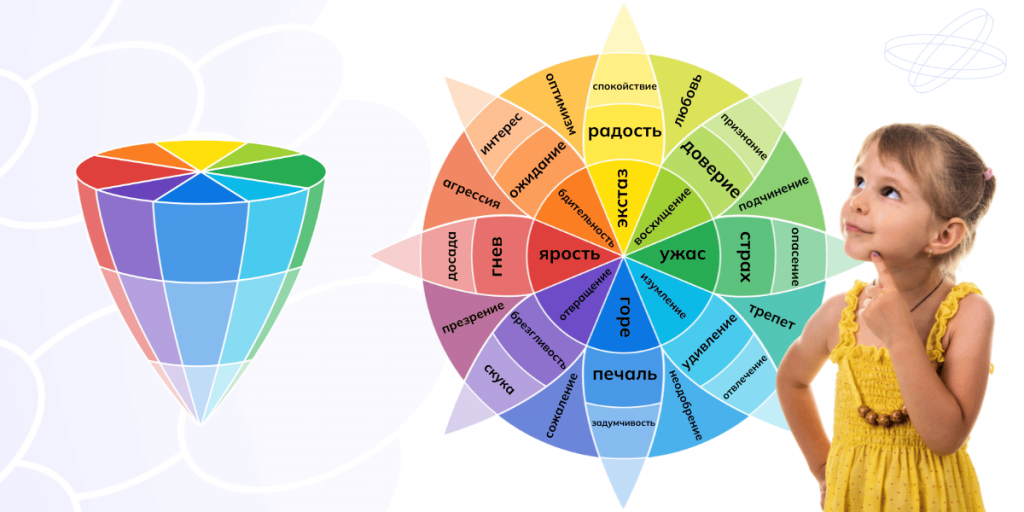 спокойствие
радость
экстаз
любовь
признание
доверие
восхищение
подчинение
опасение
страх
ужас
трепет
отвлечение
удивление
изумление
неодобрение
задумчивость
печаль
горе
сожаление
скука
брезгливость
отвращение
презрение
досада
гнев
ярость
агрессия
интерес
ожидание
бдительность
оптимизм